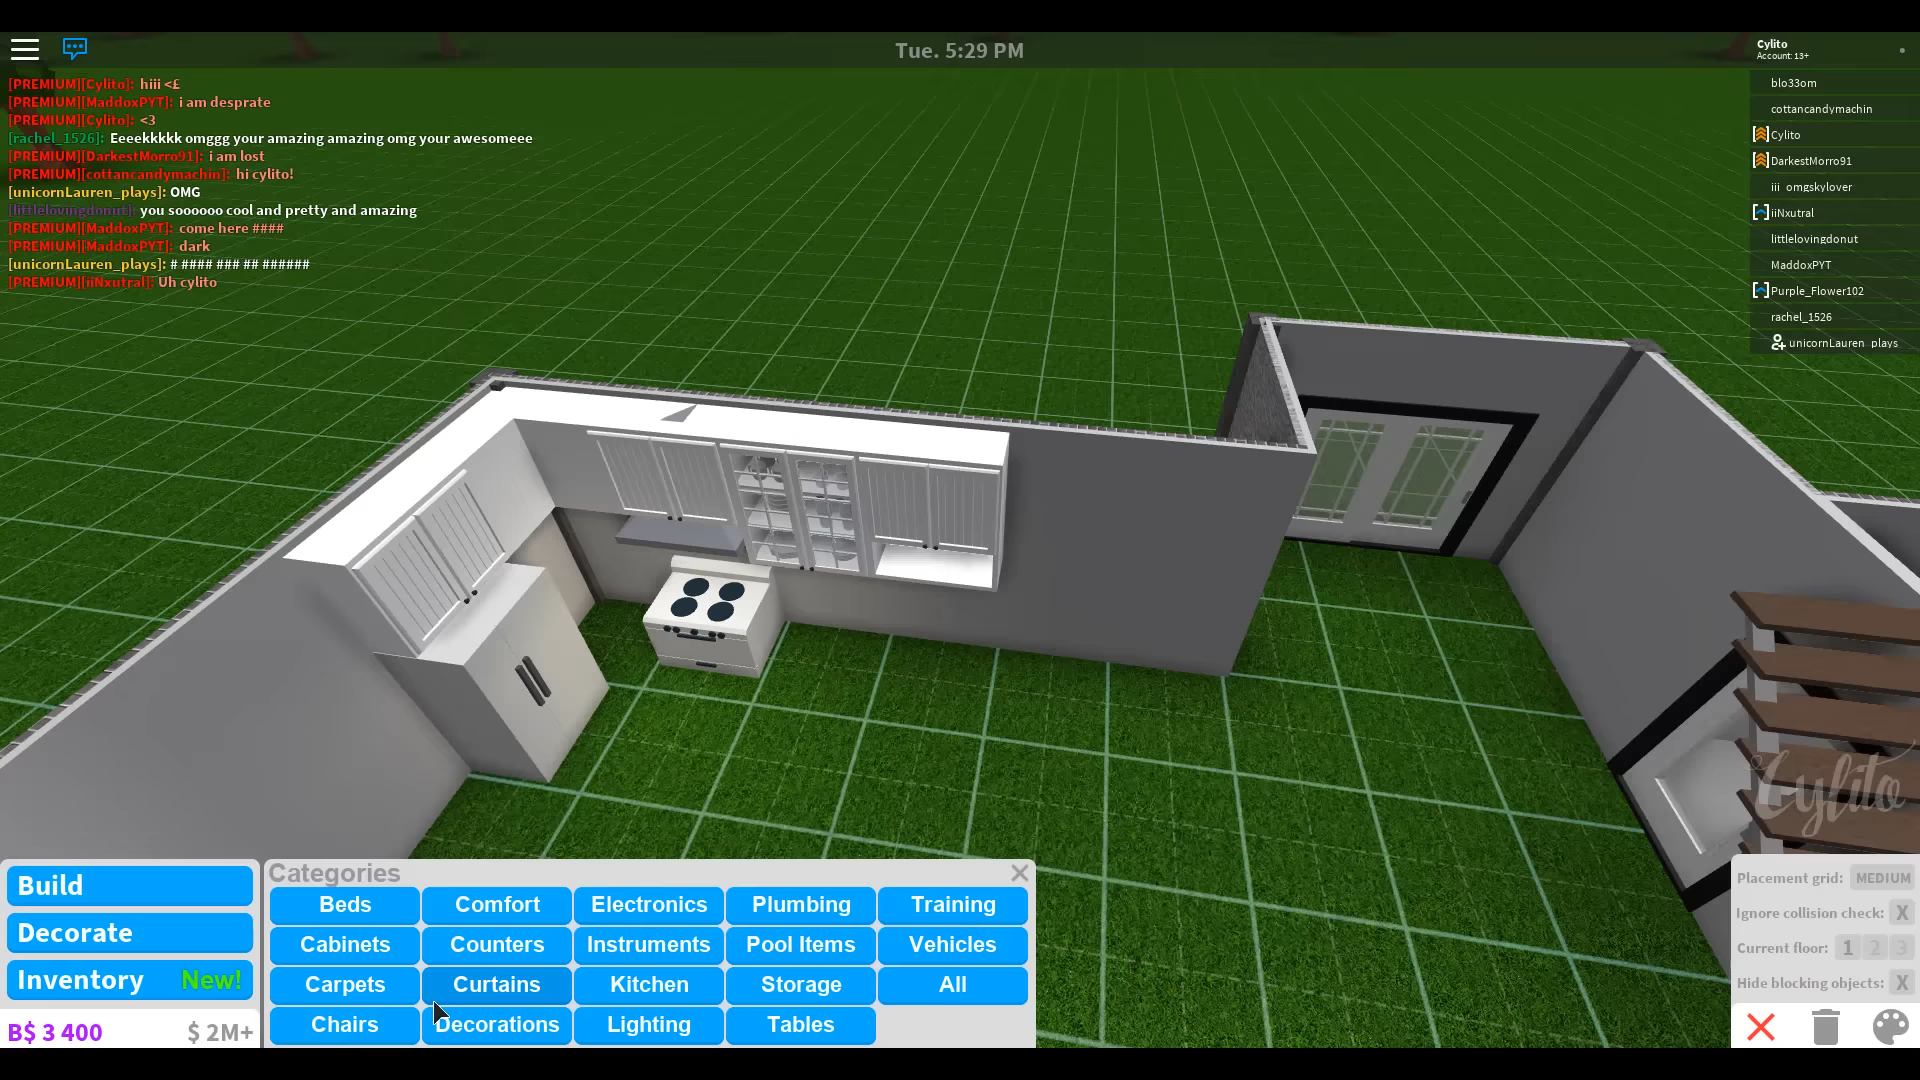 Tue. 5:29 PM
Cylito
Account: 13+
[PREMIUM][Cylito]: hiii <£
[PREMIUM][MaddoxPYT]: i am desprate
[PREMIUM][Cylito]: <3
[rachel_1526]: Eeeekkkkk omggg your amazing amazing omg your awesomeee
[PREMIUM][DarkestMorro91]: i am lost
[PREMIUM][cottancandymachin]: hi cylito!
[unicornLauren_plays]: OMG
[littlelovingdonut]: you soooooo cool and pretty and amazing
[PREMIUM][MaddoxPYT]: come here ####
[PREMIUM][MaddoxPYT]: dark
[unicornLauren_plays]: # #### ### ## ######
[PREMIUM][iiNxutral]: Uh cylito
blo33om
cottancandymachin
Cylito
DarkestMorro91
iii_omgskylover
iiNxutral
littlelovingdonut
MaddoxPYT
Purple_Flower102
rachel_1526
unicornLauren_plays
Cylito
Build
Decorate
Inventory New!
B$ 3 400 $ 2M+
Categories
Beds Comfort Electronics Plumbing Training
Cabinets Counters Instruments Pool Items Vehicles
Carpets Curtains Kitchen Storage All
Chairs Decorations Lighting Tables
Placement grid: MEDIUM
Ignore collision check: X
Current floor: 1 2 3
Hide blocking objects: X